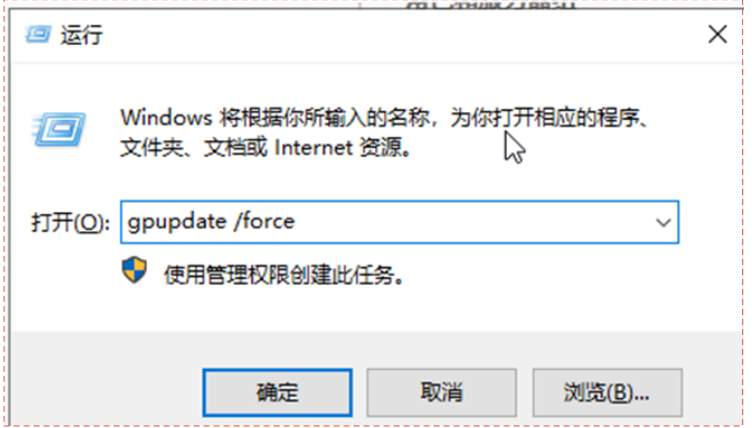 运行
Windows 将根据你所输入的名称，为你打开相应的程序、
文件夹、文档或 Internet 资源。
打开(O): gpupdate /force
使用管理权限创建此任务。
确定 取消 浏览(B)...